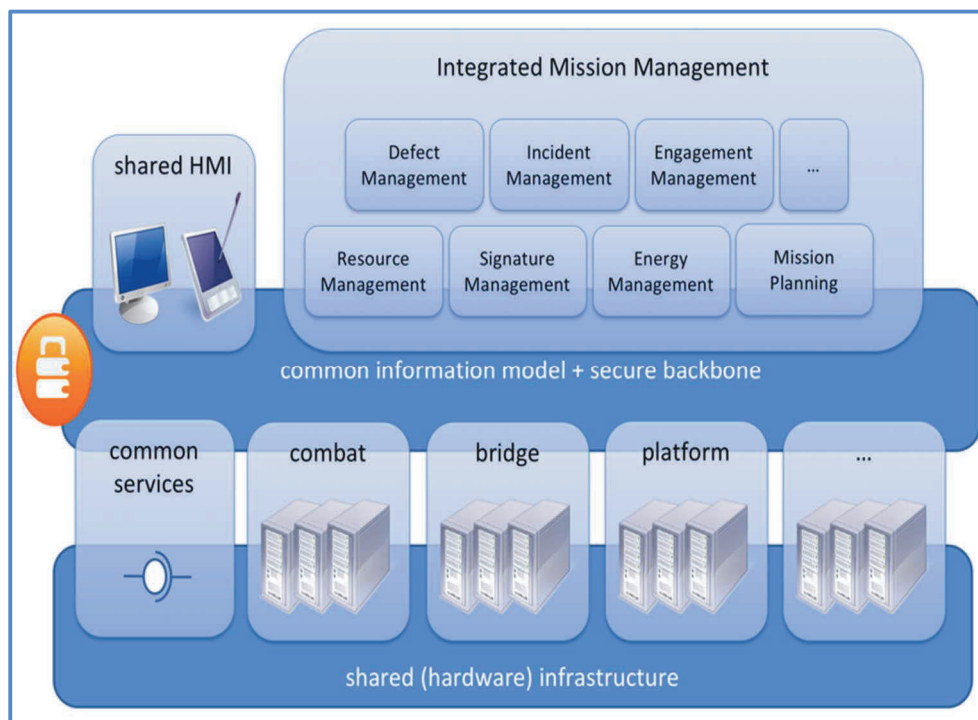 Integrated Mission Management
shared HMI
Defect
Management
Incident
Management
Engagement
Management
...
Resource
Management
Signature
Management
Energy
Management
Mission
Planning
common information model + secure backbone
common
services
combat
bridge
platform
...
shared (hardware) infrastructure